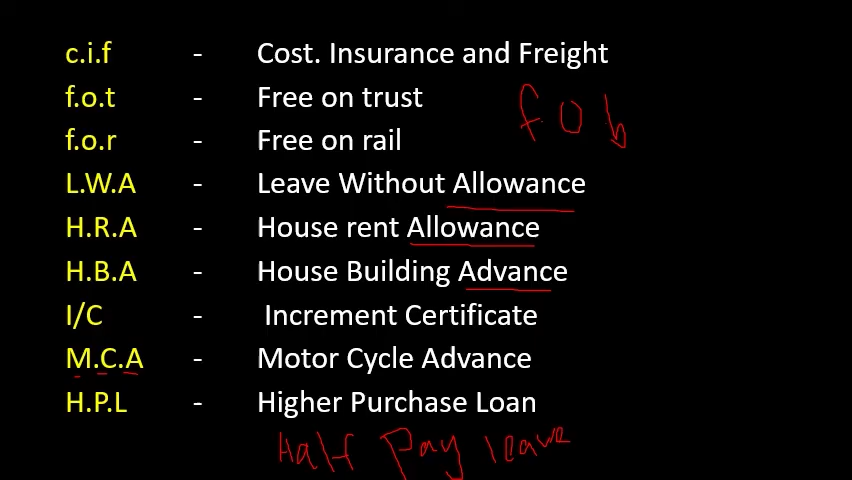 c.i.f - Cost. Insurance and Freight
f.o.t - Free on trust
f o b
f.o.r - Free on rail
L.W.A - Leave Without Allowance
H.R.A - House rent Allowance
H.B.A - House Building Advance
I/C - Increment Certificate
M.C.A - Motor Cycle Advance
H.P.L - Higher Purchase Loan
Half Pay leave